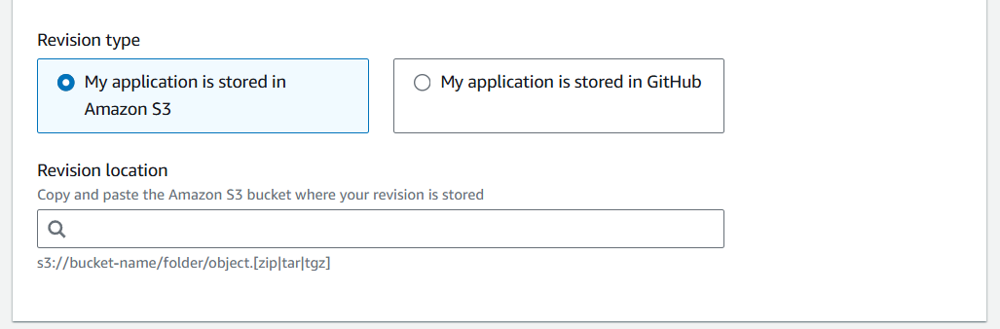 Revision type
My application is stored in
Amazon S3
My application is stored in GitHub
Revision location
Copy and paste the Amazon S3 bucket where your revision is stored
s3://bucket-name/folder/object.[zip|tar|tgz]